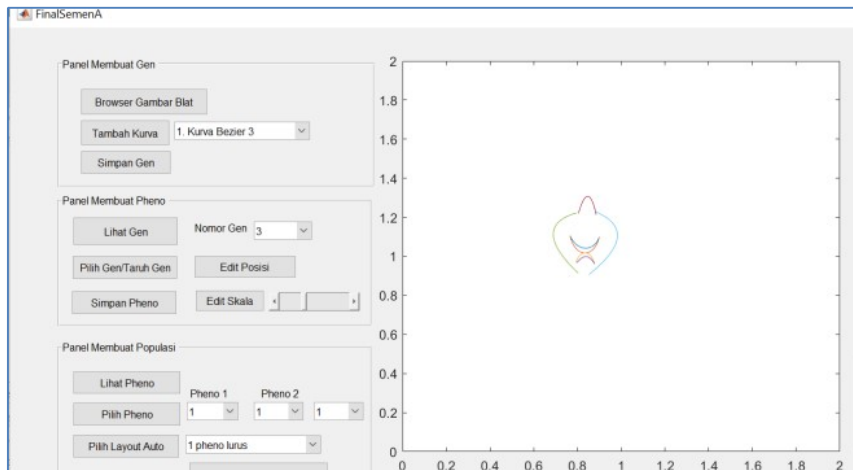 FinalSemenA
Panel Membuat Gen
Browser Gambar Blat
Tambah Kurva
1. Kurva Bezier 3
Simpan Gen
Panel Membuat Pheno
Lihat Gen
Nomor Gen
3
Pilih Gen/Taruh Gen
Edit Posisi
Simpan Pheno
Edit Skala
Panel Membuat Populasi
Lihat Pheno
Pheno 1
Pheno 2
Pilih Pheno
1
1
1
Pilih Layout Auto
1 pheno lurus
2
1.8
1.6
1.4
1.2
1
0.8
0.6
0.4
0.2
0
0 0.2 0.4 0.6 0.8 1 1.2 1.4 1.6 1.8 2